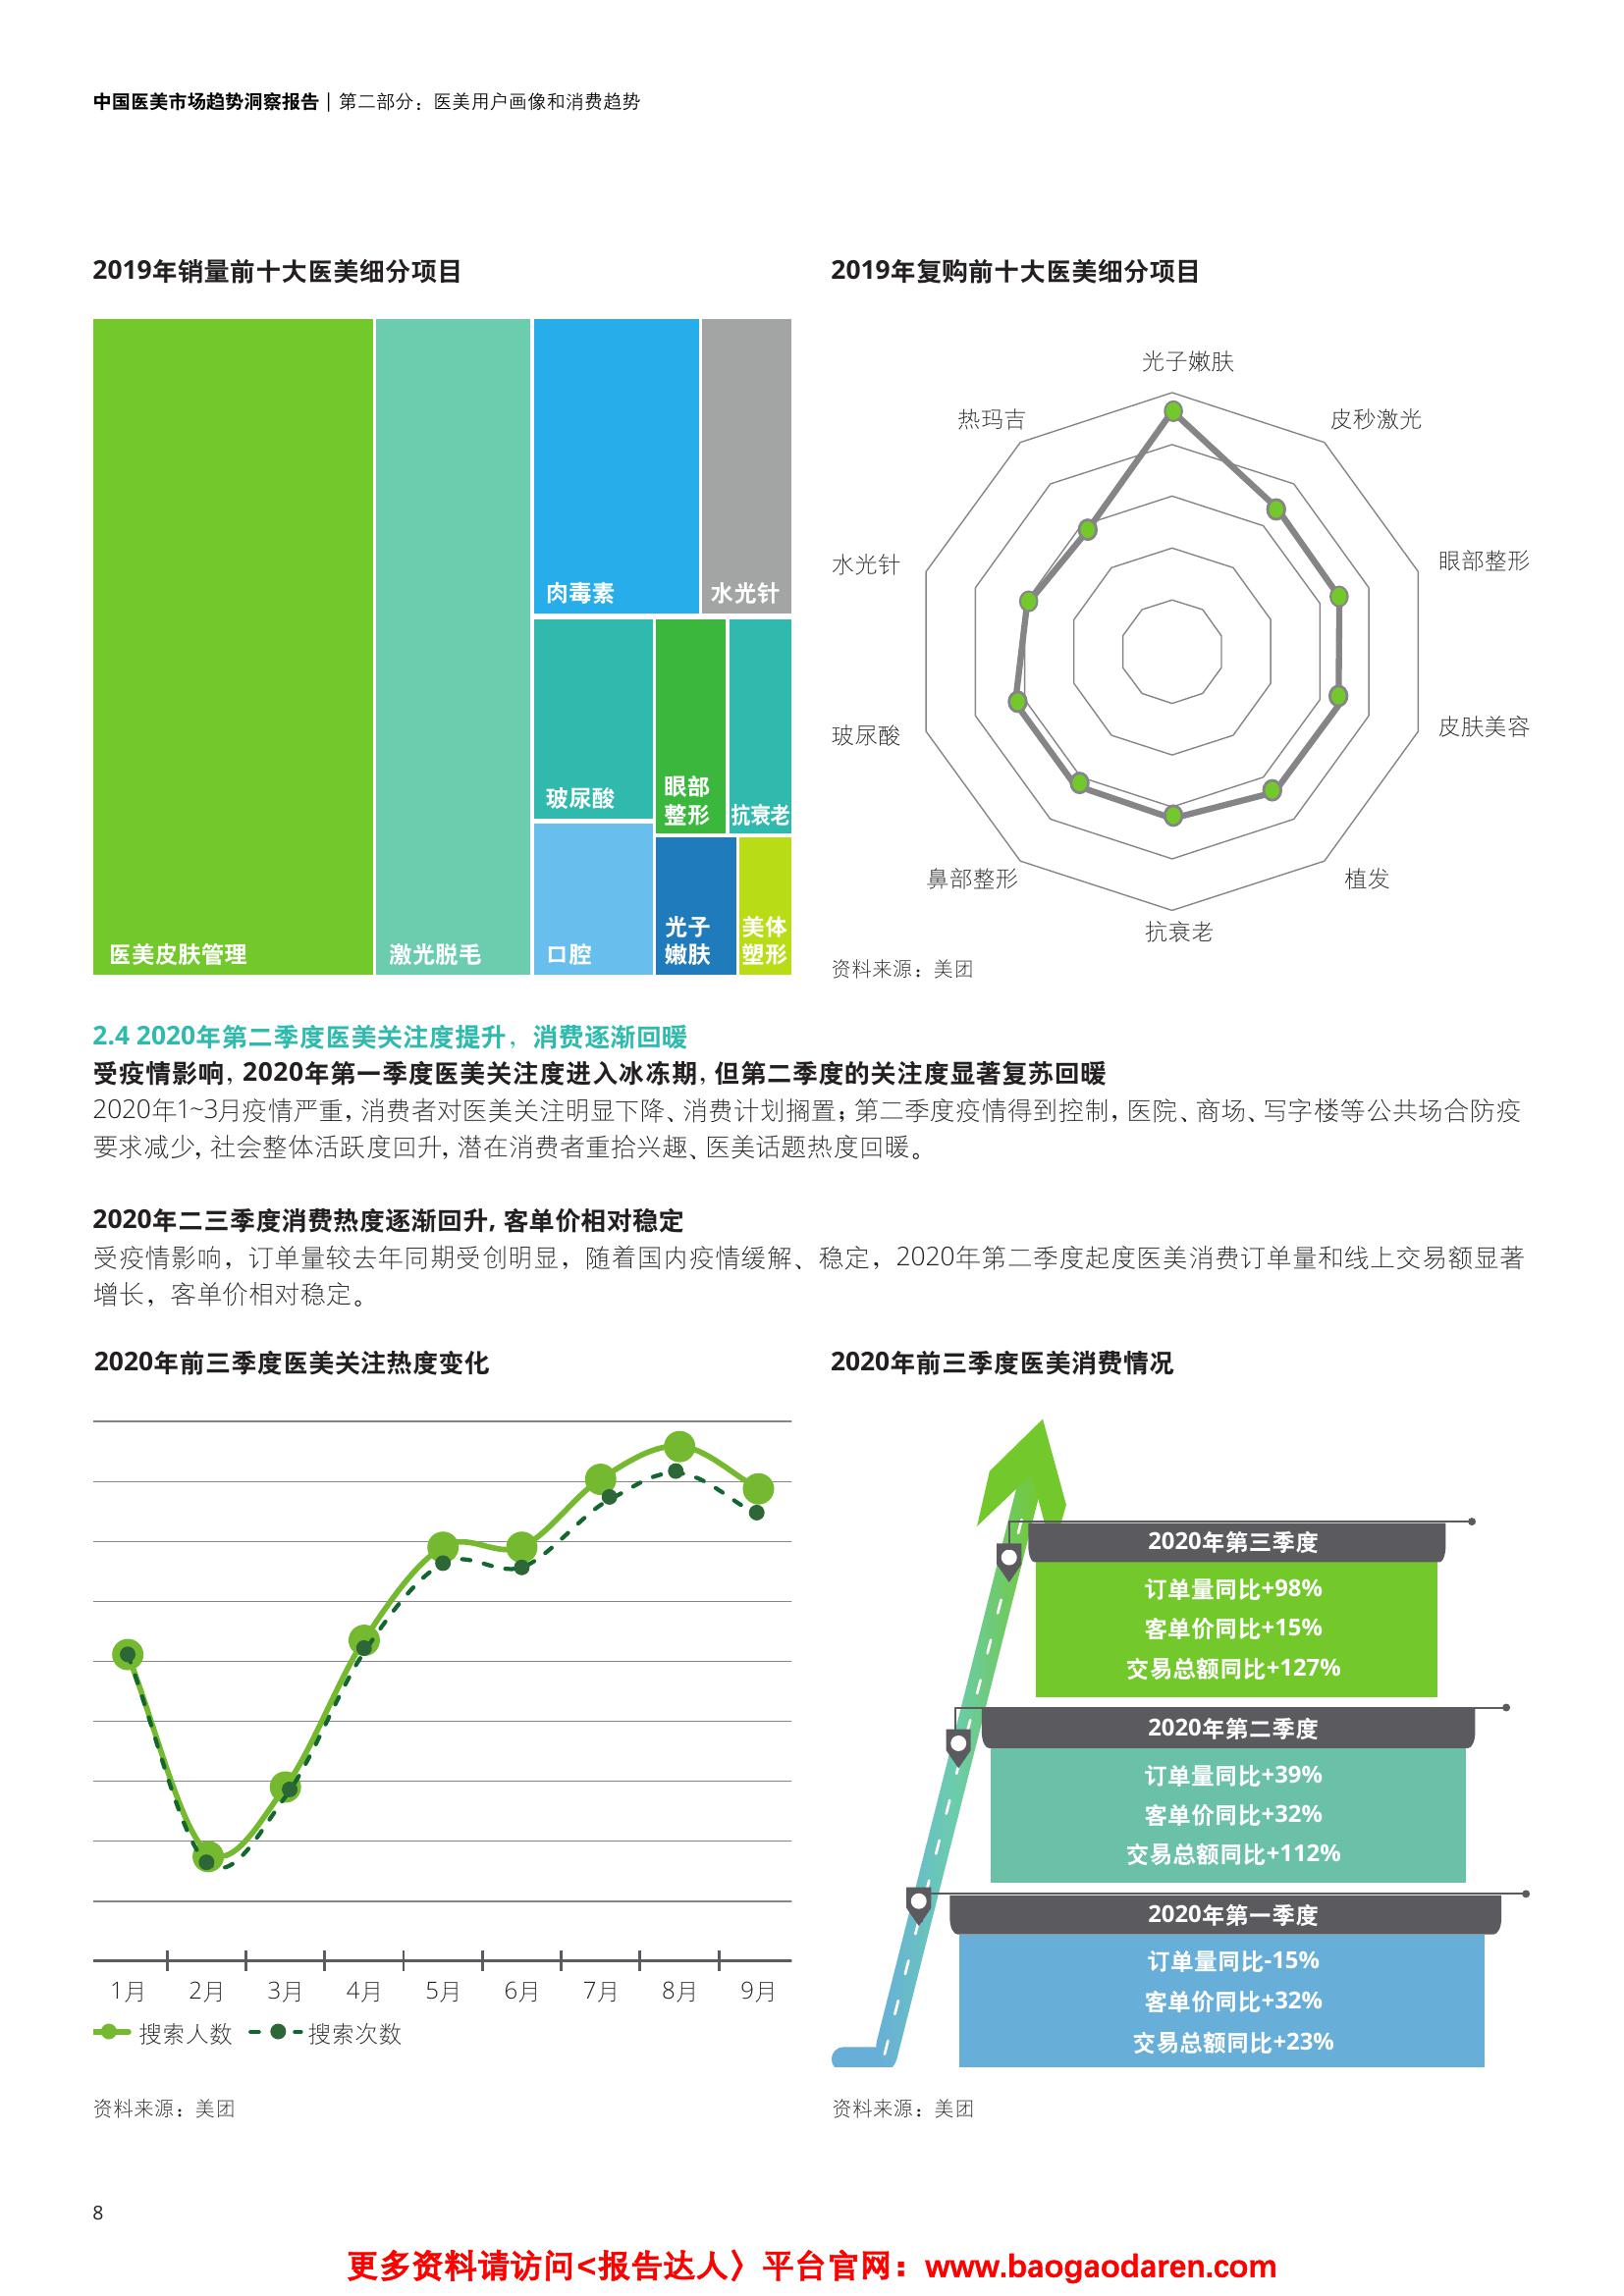 中国医美市场趋势洞察报告 | 第二部分：医美用户画像和消费趋势
2019年销量前十大医美细分项目
医美皮肤管理
激光脱毛
肉毒素
水光针
玻尿酸
眼部
整形
抗衰老
口腔
光子
嫩肤
美体
塑形
2019年复购前十大医美细分项目
光子嫩肤
热玛吉
皮秒激光
水光针
眼部整形
玻尿酸
皮肤美容
鼻部整形
植发
抗衰老
资料来源：美团
2.4 2020年第二季度医美关注度提升，消费逐渐回暖
受疫情影响，2020年第一季度医美关注度进入冰冻期，但第二季度的关注度显著复苏回暖
2020年1~3月疫情严重，消费者对医美关注明显下降、消费计划搁置；第二季度疫情得到控制，医院、商场、写字楼等公共场合防疫
要求减少，社会整体活跃度回升，潜在消费者重拾兴趣、医美话题热度回暖。
2020年二三季度消费热度逐渐回升，客单价相对稳定
受疫情影响，订单量较去年同期受创明显，随着国内疫情缓解、稳定，2020年第二季度起度医美消费订单量和线上交易额显著
增长，客单价相对稳定。
2020年前三季度医美关注热度变化
1月 2月 3月 4月 5月 6月 7月 8月 9月
搜索人数 搜索次数
资料来源：美团
2020年前三季度医美消费情况
2020年第三季度
订单量同比+98%
客单价同比+15%
交易总额同比+127%
2020年第二季度
订单量同比+39%
客单价同比+32%
交易总额同比+112%
2020年第一季度
订单量同比-15%
客单价同比+32%
交易总额同比+23%
资料来源：美团
8
更多资料请访问<报告达人〉平台官网：www.baogaodaren.com